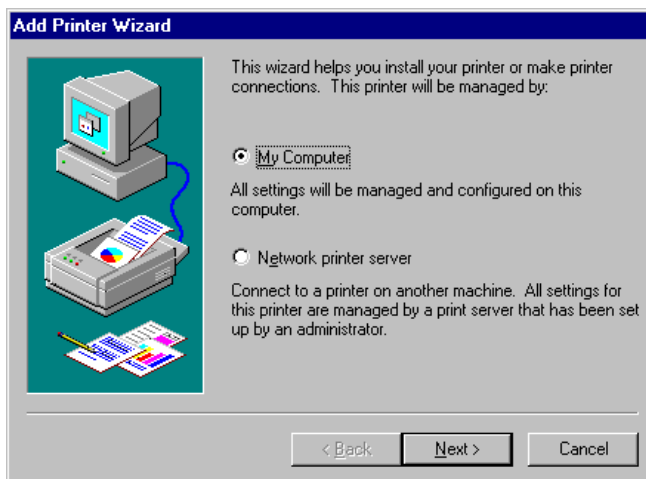 Add Printer Wizard
This wizard helps you install your printer or make printer
connections.  This printer will be managed by:
My Computer
All settings will be managed and configured on this
computer.
Network printer server
Connect to a printer on another machine.  All settings for
this printer are managed by a print server that has been set
up by an administrator.
< Back
Next >
Cancel